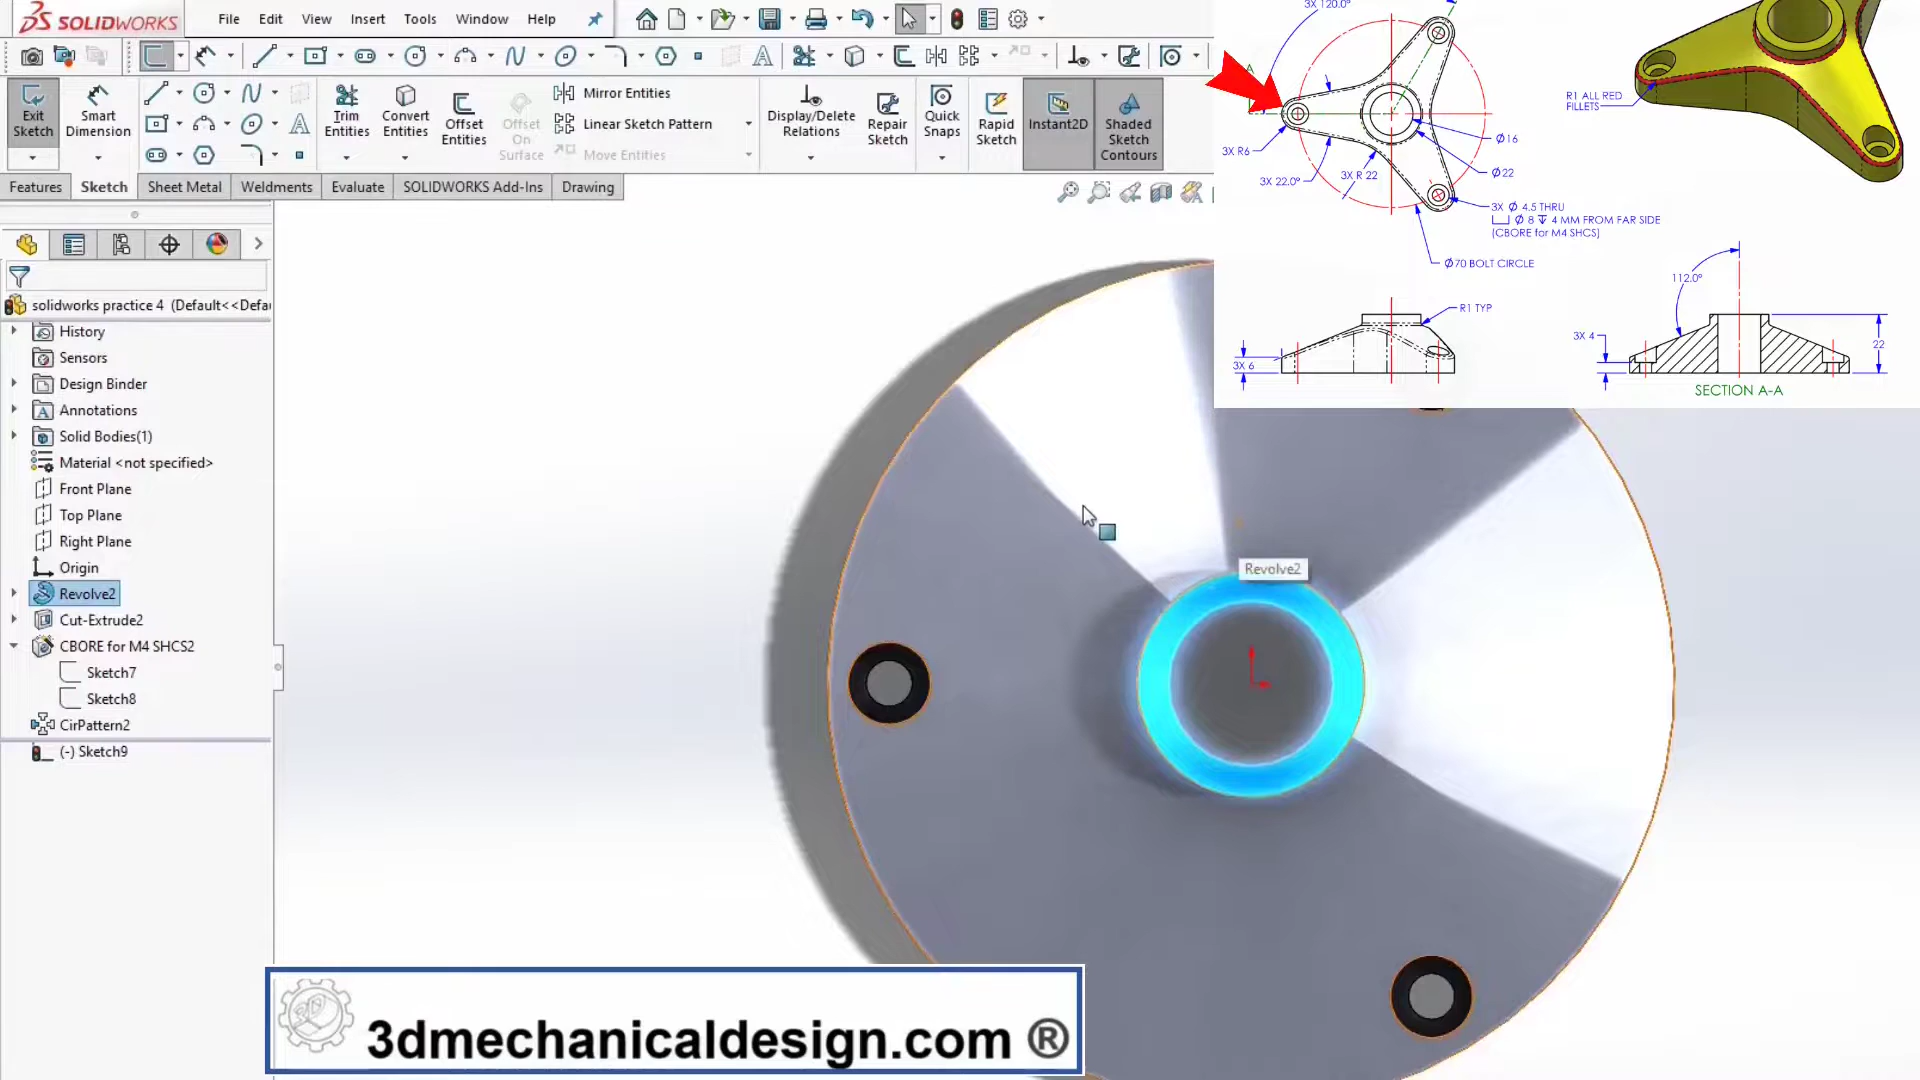 SOLIDWORKS
File Edit View Insert Tools Window Help
Exit Sketch
Smart Dimension
Trim Entities
Convert Entities
Offset Entities
Offset On Surface
Mirror Entities
Linear Sketch Pattern
Move Entities
Display/Delete Relations
Repair Sketch
Quick Snaps
Rapid Sketch
Instant2D
Shaded Sketch Contours
Features Sketch Sheet Metal Weldments Evaluate SOLIDWORKS Add-Ins Drawing
solidworks practice 4 (Default<<Defau
History
Sensors
Design Binder
Annotations
Solid Bodies(1)
Material <not specified>
Front Plane
Top Plane
Right Plane
Origin
Revolve2
Cut-Extrude2
CBORE for M4 SHCS2
Sketch7
Sketch8
CirPattern2
(-) Sketch9
Revolve2
3X 120.0°
A
3X R6
3X 22.0°
3X R 22
Ø16
Ø22
3X Ø 4.5 THRU
⌴ Ø 8 ↧ 4 MM FROM FAR SIDE
(CBORE for M4 SHCS)
Ø70 BOLT CIRCLE
R1 ALL RED
FILLETS
R1 TYP
3X 6
112.0°
3X 4
22
SECTION A-A
3D
3dmechanicaldesign.com ®